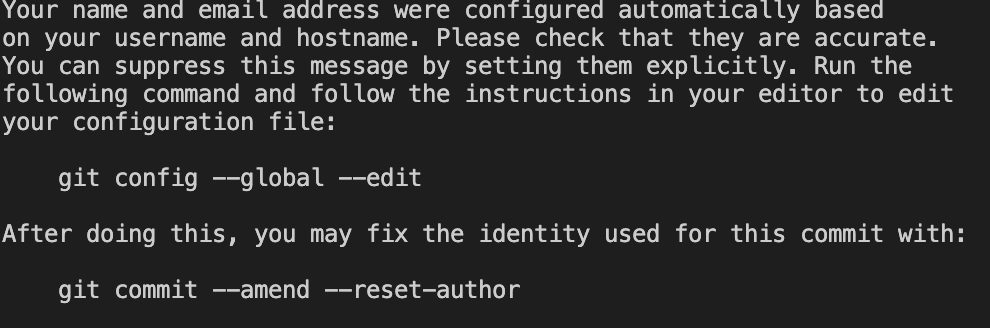 Your name and email address were configured automatically based
on your username and hostname. Please check that they are accurate.
You can suppress this message by setting them explicitly. Run the
following command and follow the instructions in your editor to edit
your configuration file:
git config --global --edit
After doing this, you may fix the identity used for this commit with:
git commit --amend --reset-author